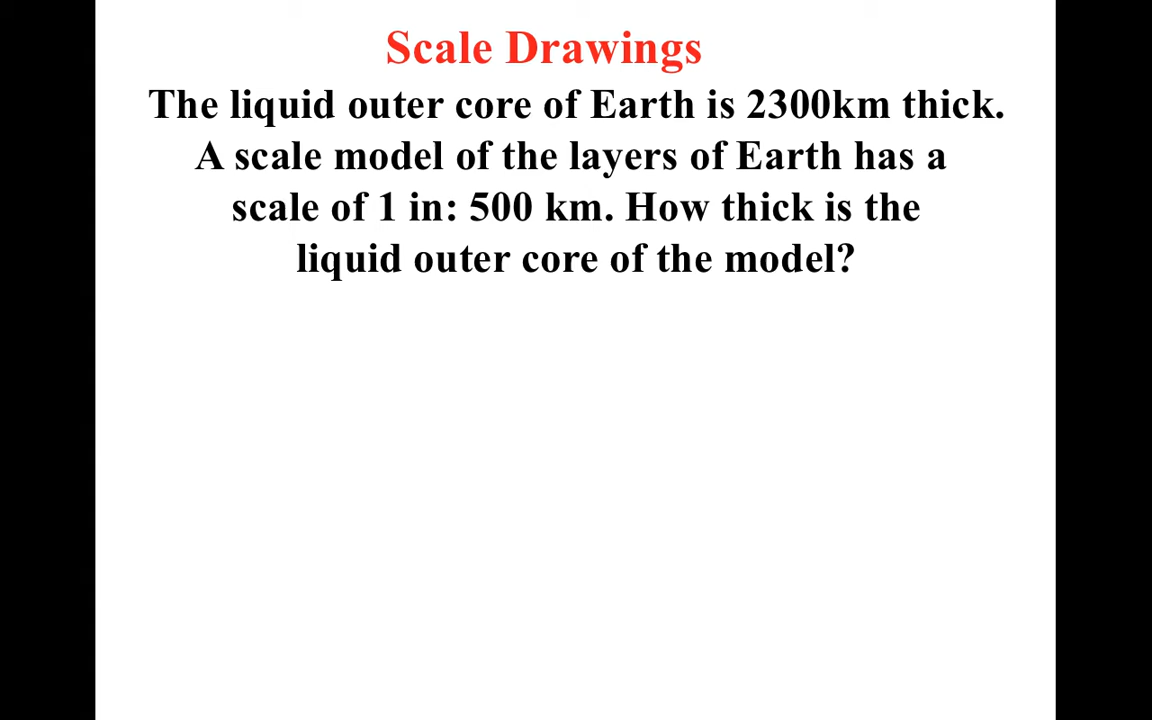 Scale Drawings
The liquid outer core of Earth is 2300km thick.
A scale model of the layers of Earth has a
scale of 1 in: 500 km. How thick is the
liquid outer core of the model?